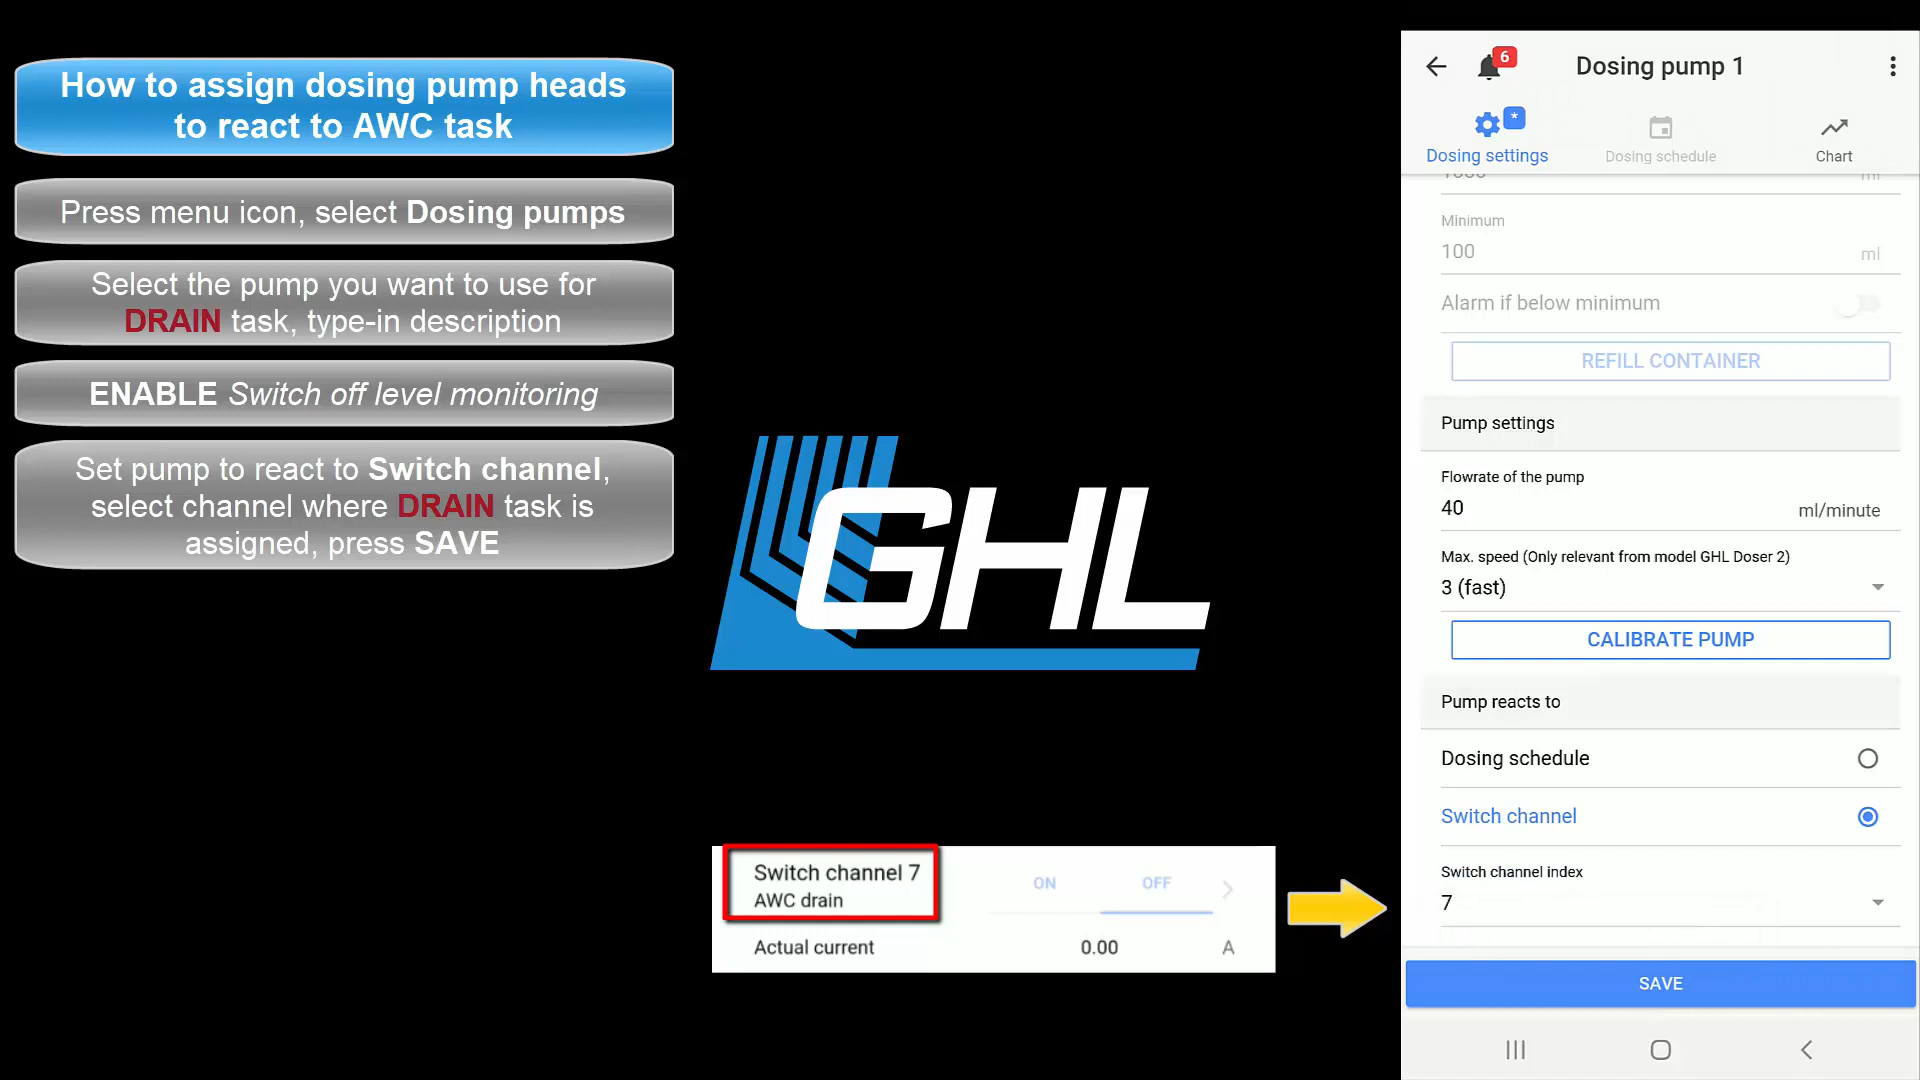 How to assign dosing pump heads
to react to AWC task
Press menu icon, select Dosing pumps
Select the pump you want to use for
DRAIN task, type-in description
ENABLE Switch off level monitoring
Set pump to react to Switch channel,
select channel where DRAIN task is
assigned, press SAVE
GHL
Switch channel 7
AWC drain
ON OFF
Actual current 0.00 A
6
Dosing pump 1
*
Dosing settings Dosing schedule Chart
Minimum
100 ml
Alarm if below minimum
REFILL CONTAINER
Pump settings
Flowrate of the pump
40 ml/minute
Max. speed (Only relevant from model GHL Doser 2)
3 (fast)
CALIBRATE PUMP
Pump reacts to
Dosing schedule
Switch channel
Switch channel index
7
SAVE